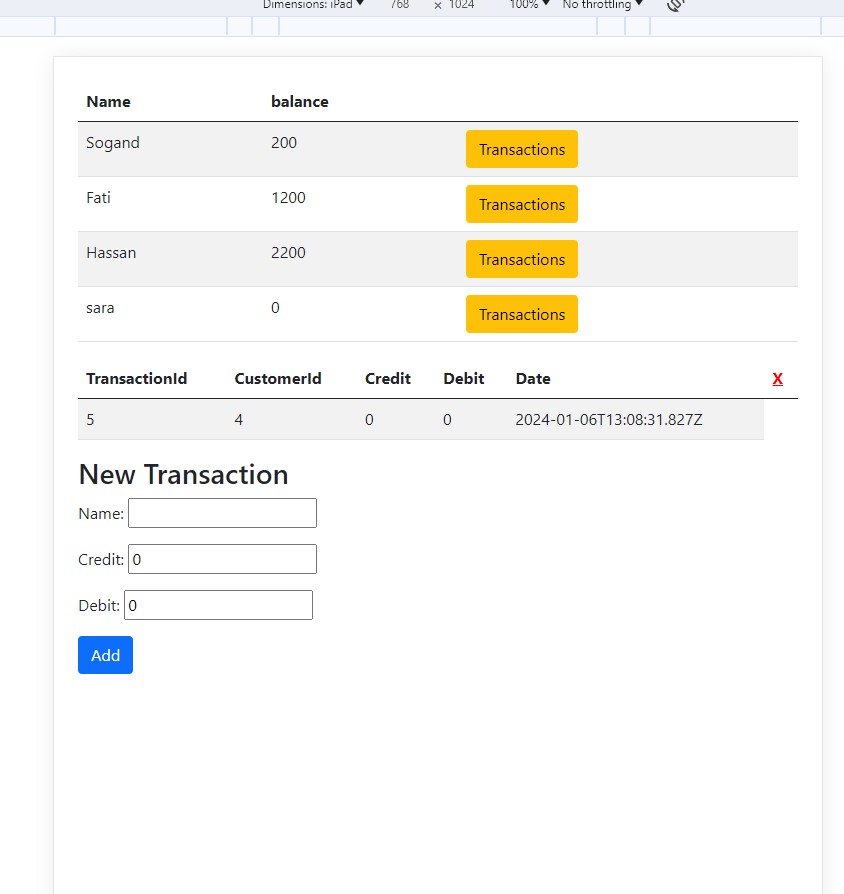 Dimensions: iPad ▼ 768 × 1024 100% ▼ No throttling ▼
Name balance
Sogand 200 Transactions
Fati 1200 Transactions
Hassan 2200 Transactions
sara 0 Transactions
TransactionId CustomerId Credit Debit Date X
5 4 0 0 2024-01-06T13:08:31.827Z
New Transaction
Name:
Credit: 0
Debit: 0
Add